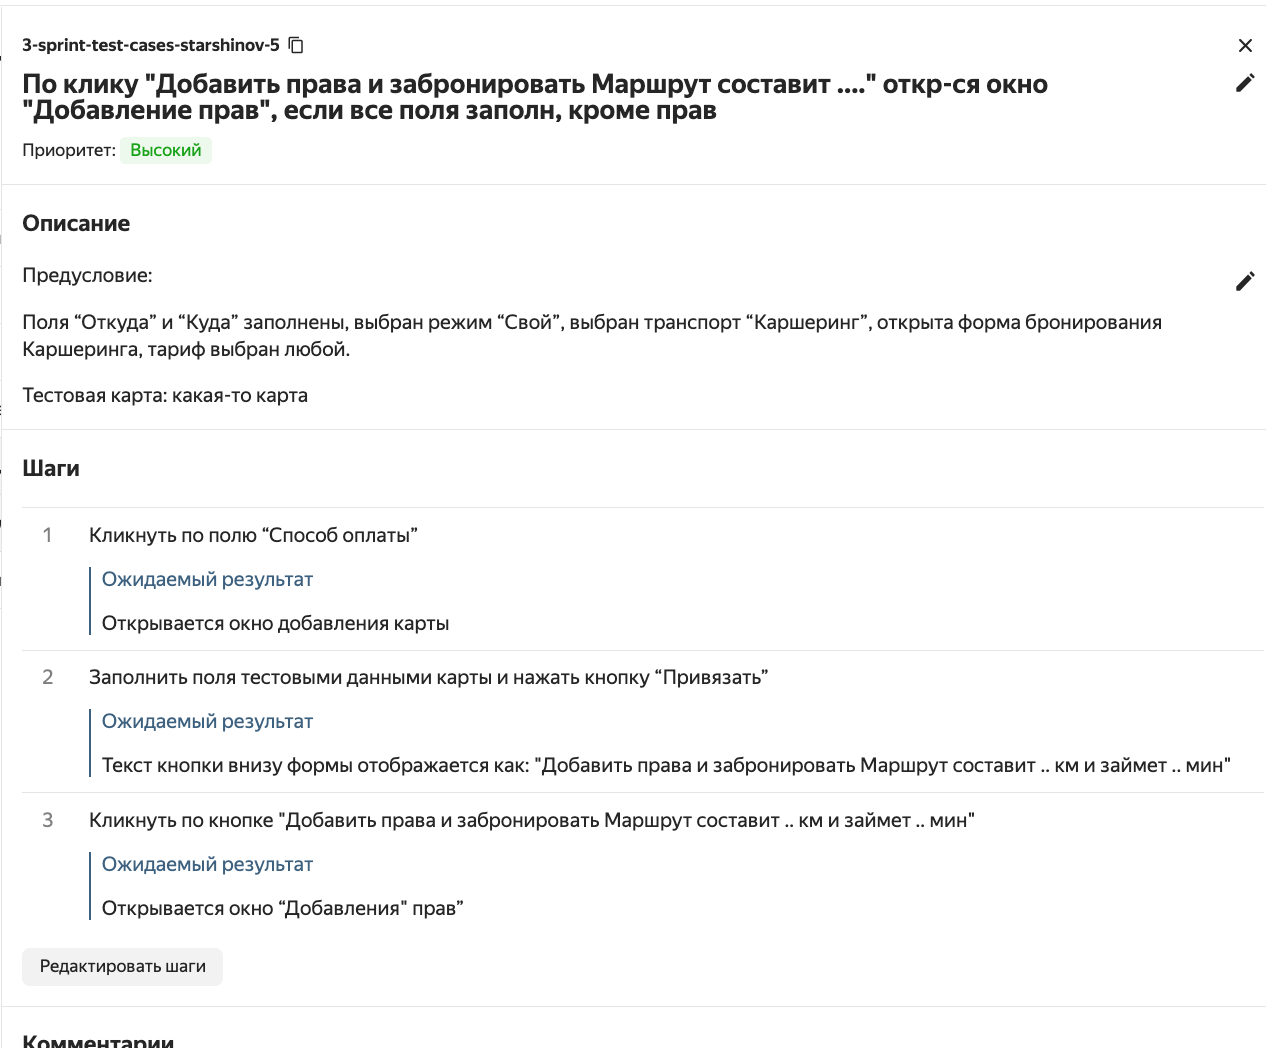 3-sprint-test-cases-starshinov-5
По клику "Добавить права и забронировать Маршрут составит ...." откр-ся окно
"Добавление прав", если все поля заполн, кроме прав
Приоритет: Высокий
Описание
Предусловие:
Поля “Откуда” и “Куда” заполнены, выбран режим “Свой”, выбран транспорт “Каршеринг”, открыта форма бронирования
Каршеринга, тариф выбран любой.
Тестовая карта: какая-то карта
Шаги
1 Кликнуть по полю “Способ оплаты”
Ожидаемый результат
Открывается окно добавления карты
2 Заполнить поля тестовыми данными карты и нажать кнопку “Привязать”
Ожидаемый результат
Текст кнопки внизу формы отображается как: "Добавить права и забронировать Маршрут составит .. км и займет .. мин"
3 Кликнуть по кнопке "Добавить права и забронировать Маршрут составит .. км и займет .. мин"
Ожидаемый результат
Открывается окно “Добавления" прав”
Редактировать шаги
Комментарии